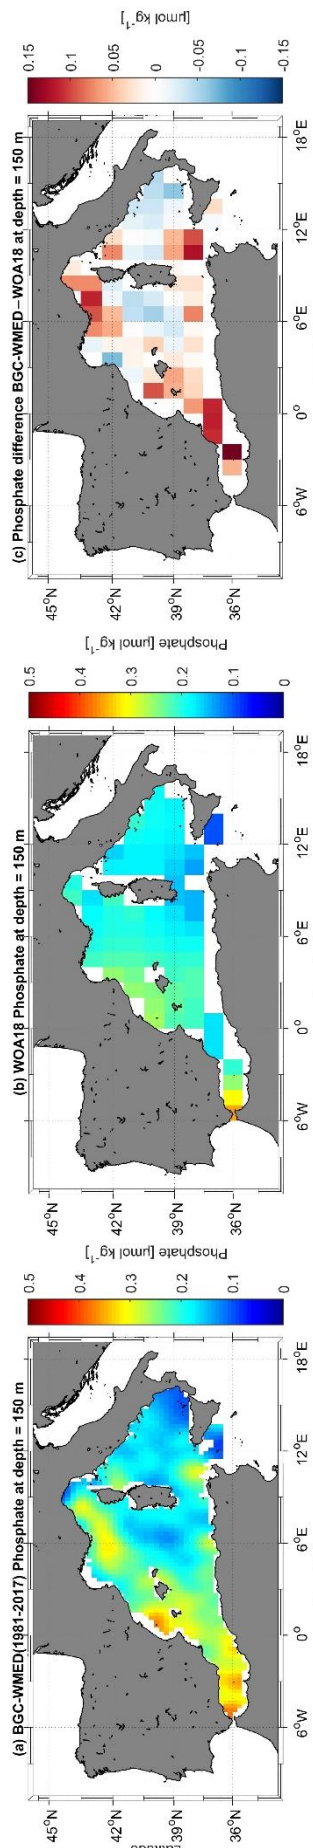 (a) BGC-WMED(1981-2017) Phosphate at depth = 150 m
45°N
42°N
39°N
36°N
6°W
0°
6°E
12°E
18°E
0.5
0.4
0.3
0.2
0.1
0
Phosphate [μmol kg⁻¹]
(b) WOA18 Phosphate at depth = 150 m
45°N
42°N
39°N
36°N
6°W
0°
6°E
12°E
18°E
0.5
0.4
0.3
0.2
0.1
0
Phosphate [μmol kg⁻¹]
(c) Phosphate difference BGC-WMED−WOA18 at depth = 150 m
45°N
42°N
39°N
36°N
6°W
0°
6°E
12°E
18°E
0.15
0.1
0.05
0
-0.05
-0.1
-0.15
[μmol kg⁻¹]